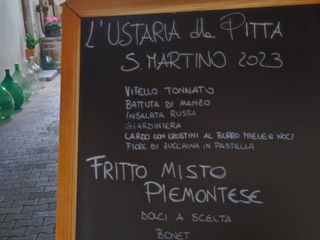 L'USTARIA dla PITTA
S. MARTINO 2023
VITELLO TONNATO
BATTUTA DI MANZO
INSALATA RUSSA
GIARDINIERA
LARDO CON CROSTINI AL BURRO MIELE E NOCI
FIORE DI ZUCCHINA IN PASTELLA
FRITTO MISTO
PIEMONTESE
DOLCI A SCELTA
BONET